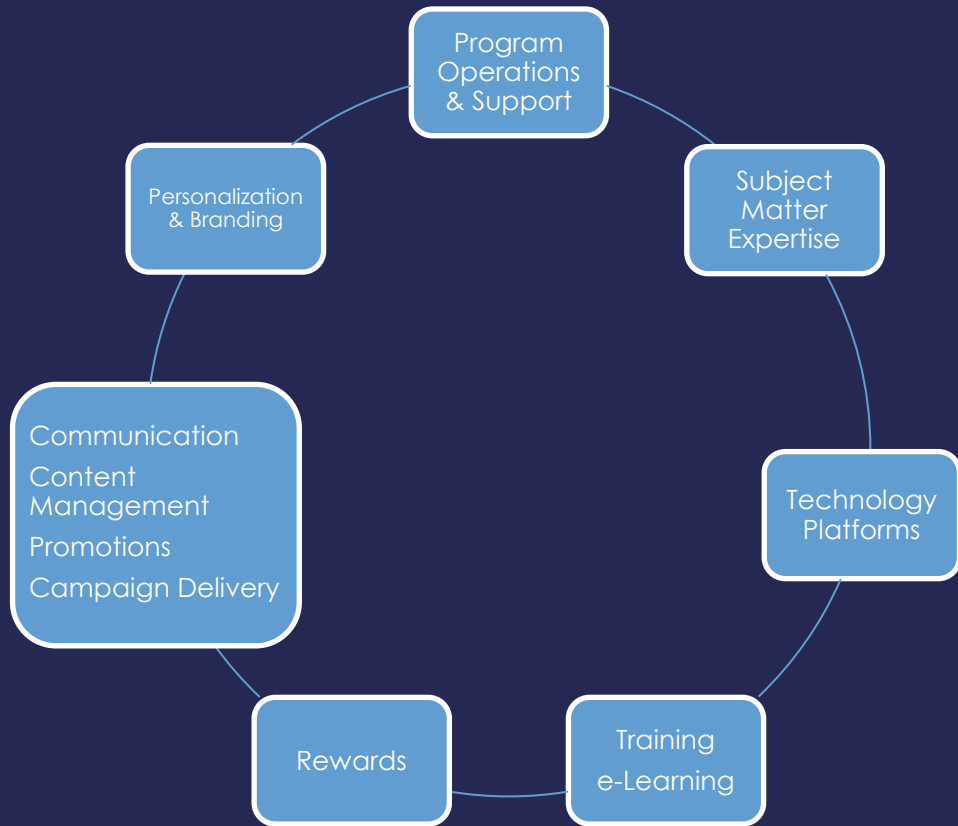 Program
Operations
& Support
Subject
Matter
Expertise
Technology
Platforms
Training
e-Learning
Rewards
Communication
Content
Management
Promotions
Campaign Delivery
Personalization
& Branding